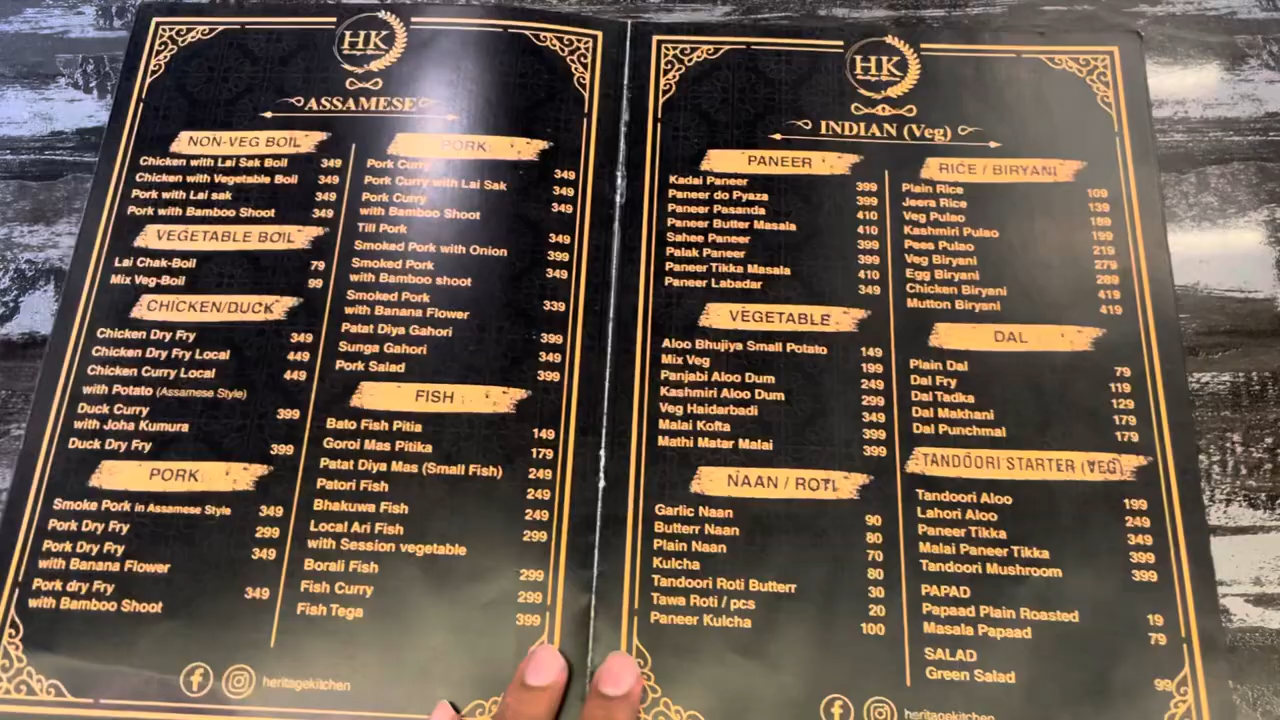 HK
ASSAMESE
NON-VEG BOIL
Chicken with Lai Sak Boil 349
Chicken with Vegetable Boil 349
Pork with Lai sak 349
Pork with Bamboo Shoot 349
VEGETABLE BOIL
Lai Chak-Boil 79
Mix Veg-Boil 99
CHICKEN/DUCK
Chicken Dry Fry 349
Chicken Dry Fry Local 449
Chicken Curry Local 449
with Potato (Assamese Style)
Duck Curry 399
with Joha Kumura
Duck Dry Fry 399
PORK
Smoke Pork in Assamese Style 349
Pork Dry Fry 299
Pork Dry Fry 349
with Banana Flower
Pork dry Fry 349
with Bamboo Shoot
PORK
Pork Curry 349
Pork Curry with Lai Sak 349
Pork Curry 349
with Bamboo Shoot
Till Pork 349
Smoked Pork with Onion 399
Smoked Pork 349
with Bamboo shoot
Smoked Pork 339
with Banana Flower
Patat Diya Gahori 399
Sunga Gahori 349
Pork Salad 399
FISH
Bato Fish Pitia 149
Goroi Mas Pitika 179
Patat Diya Mas (Small Fish) 249
Patori Fish 249
Bhakuwa Fish 249
Local Ari Fish 299
with Session vegetable
Borali Fish 299
Fish Curry 299
Fish Tega 399
heritagekitchen
HK
INDIAN (Veg)
PANEER
Kadai Paneer 399
Paneer do Pyaza 399
Paneer Pasanda 410
Paneer Butter Masala 410
Sahee Paneer 399
Palak Paneer 399
Paneer Tikka Masala 410
Paneer Labadar 349
VEGETABLE
Aloo Bhujiya Small Potato 149
Mix Veg 199
Panjabi Aloo Dum 249
Kashmiri Aloo Dum 299
Veg Haidarbadi 349
Malai Kofta 399
Mathi Matar Malai 399
NAAN / ROTI
Garlic Naan 90
Butterr Naan 80
Plain Naan 70
Kulcha 80
Tandoori Roti Butterr 30
Tawa Roti / pcs 20
Paneer Kulcha 100
RICE / BIRYANI
Plain Rice 109
Jeera Rice 139
Veg Pulao 189
Kashmiri Pulao 199
Pees Pulao 219
Veg Biryani 279
Egg Biryani 289
Chicken Biryani 419
Mutton Biryani 419
DAL
Plain Dal 79
Dal Fry 119
Dal Tadka 129
Dal Makhani 179
Dal Punchmal 179
TANDOORI STARTER (VEG)
Tandoori Aloo 199
Lahori Aloo 249
Paneer Tikka 349
Malai Paneer Tikka 399
Tandoori Mushroom 399
PAPAD
Papaad Plain Roasted 19
Masala Papaad 79
SALAD
Green Salad 99
heritagekitchen